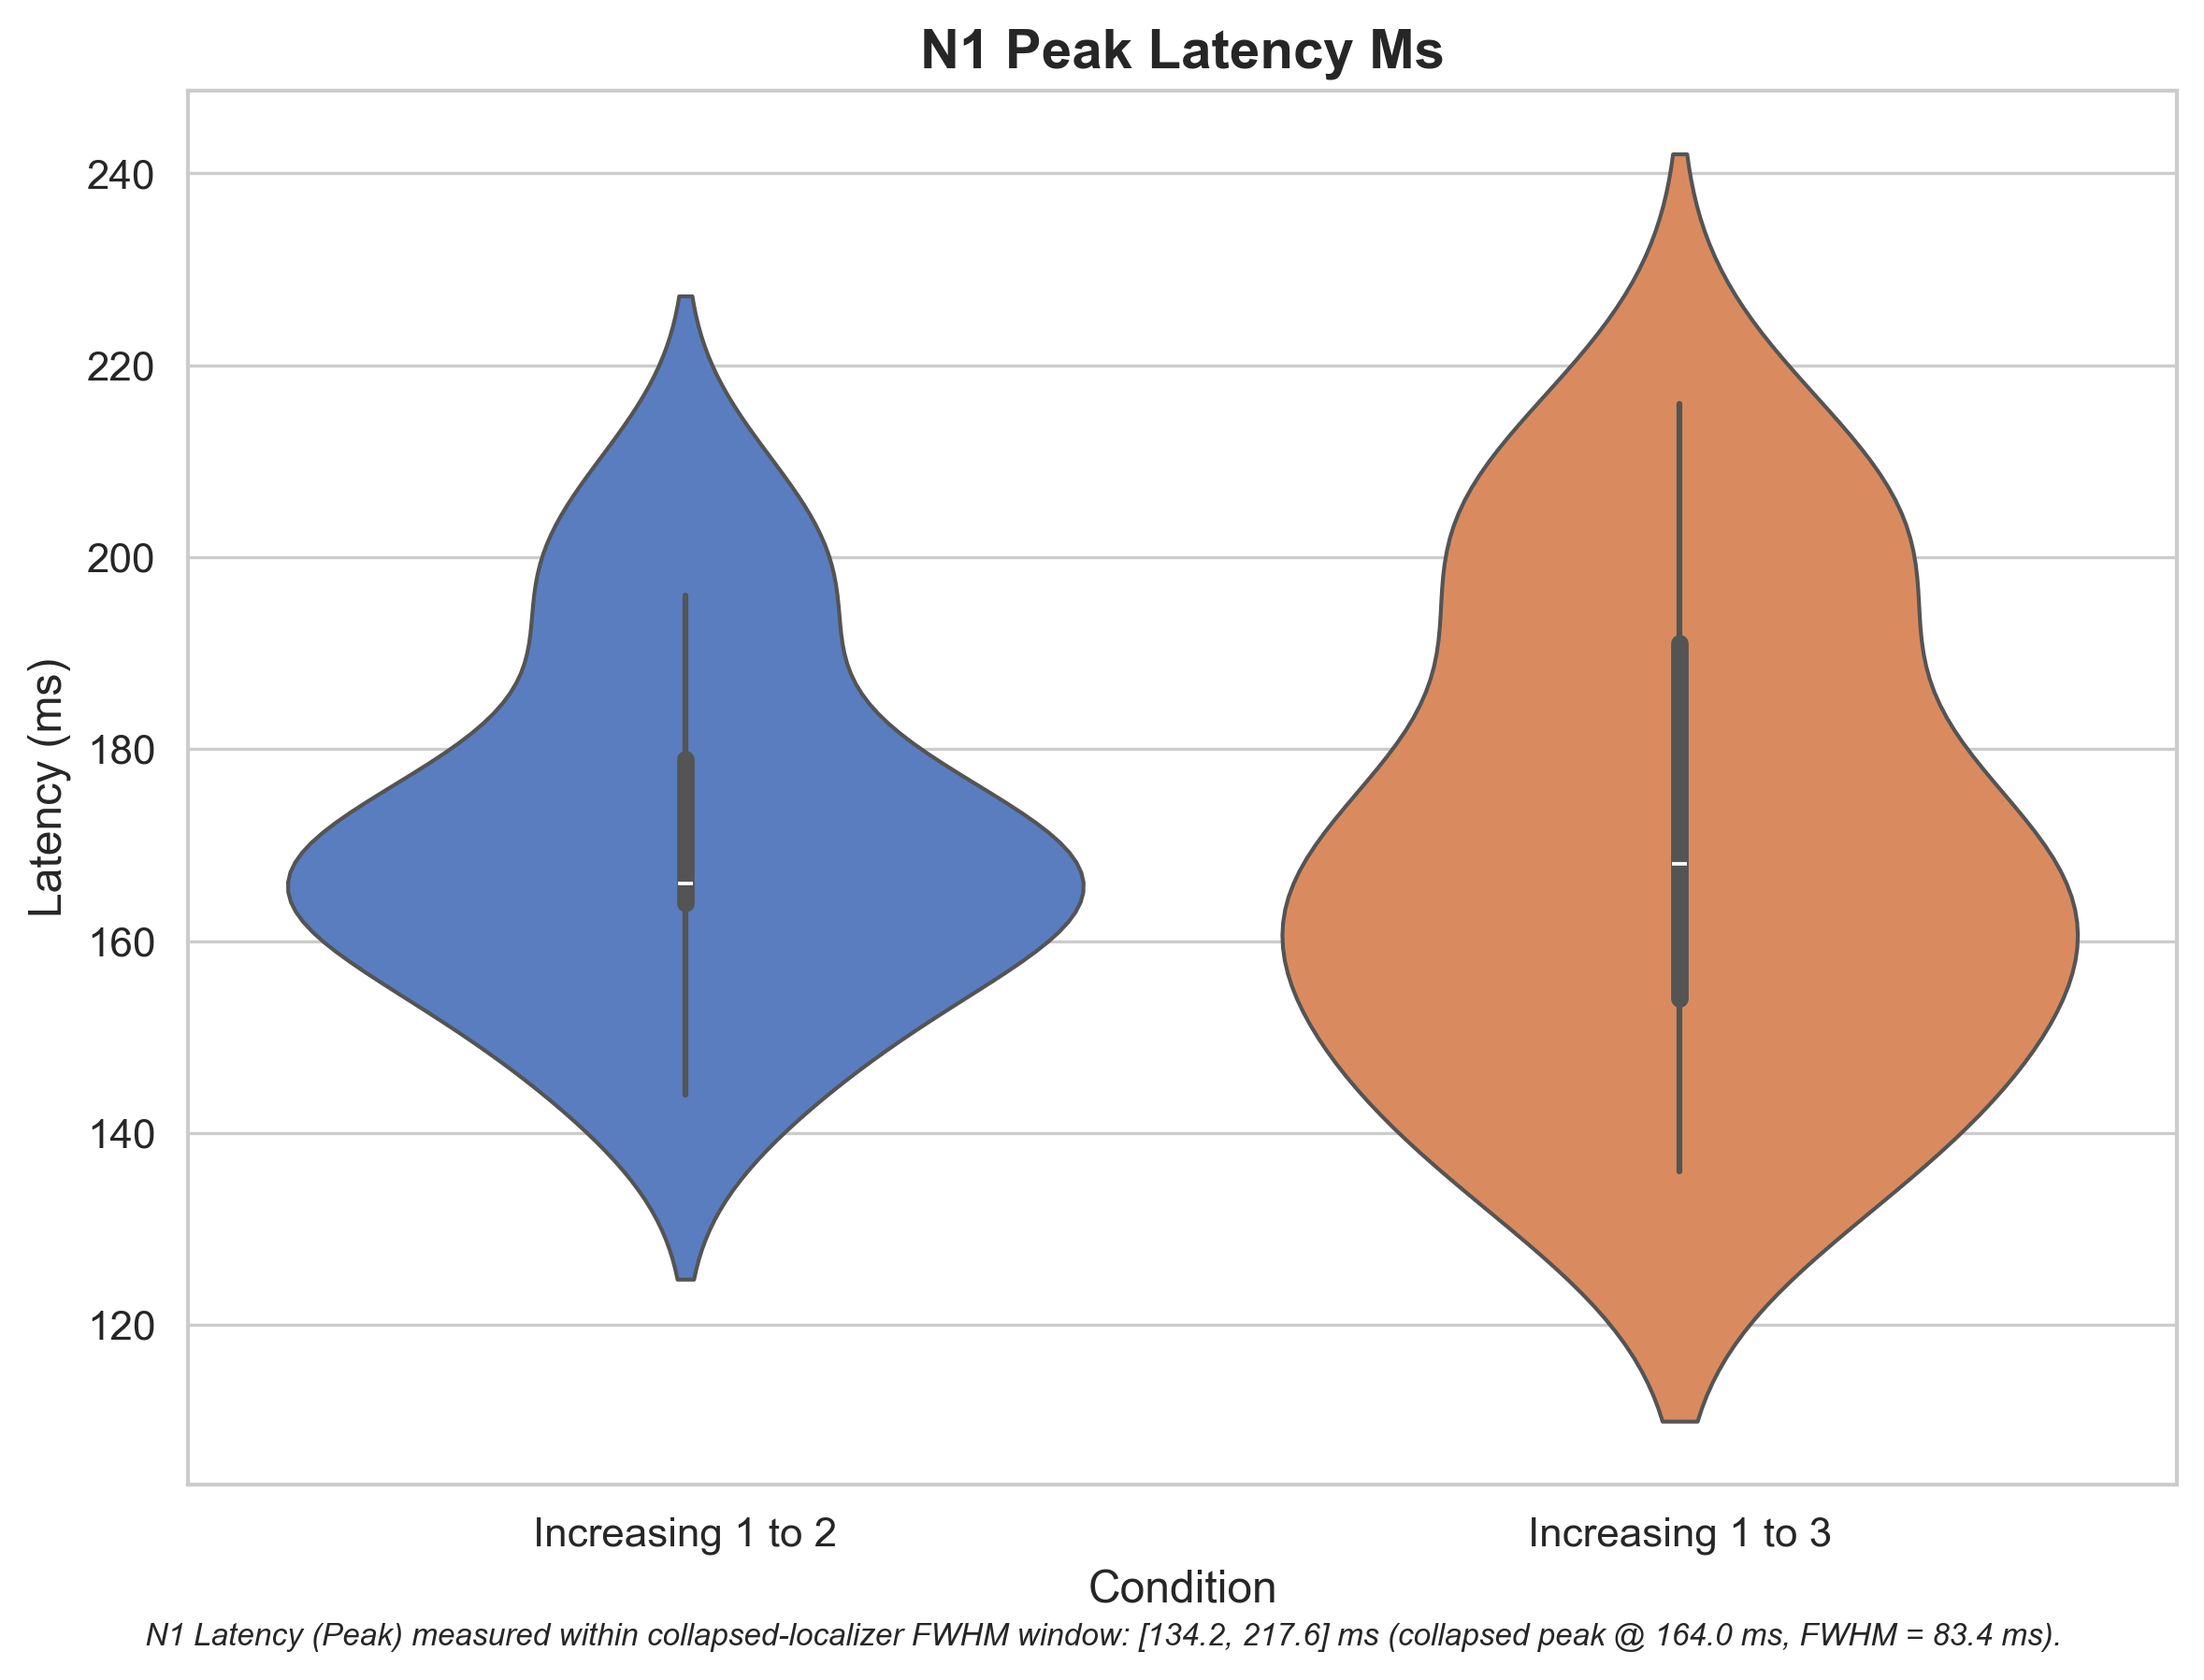 N1 Peak Latency Ms
240
220
200
180
160
140
120
Latency (ms)
Increasing 1 to 2
Increasing 1 to 3
Condition
N1 Latency (Peak) measured within collapsed-localizer FWHM window: [134.2, 217.6] ms (collapsed peak @ 164.0 ms, FWHM = 83.4 ms).